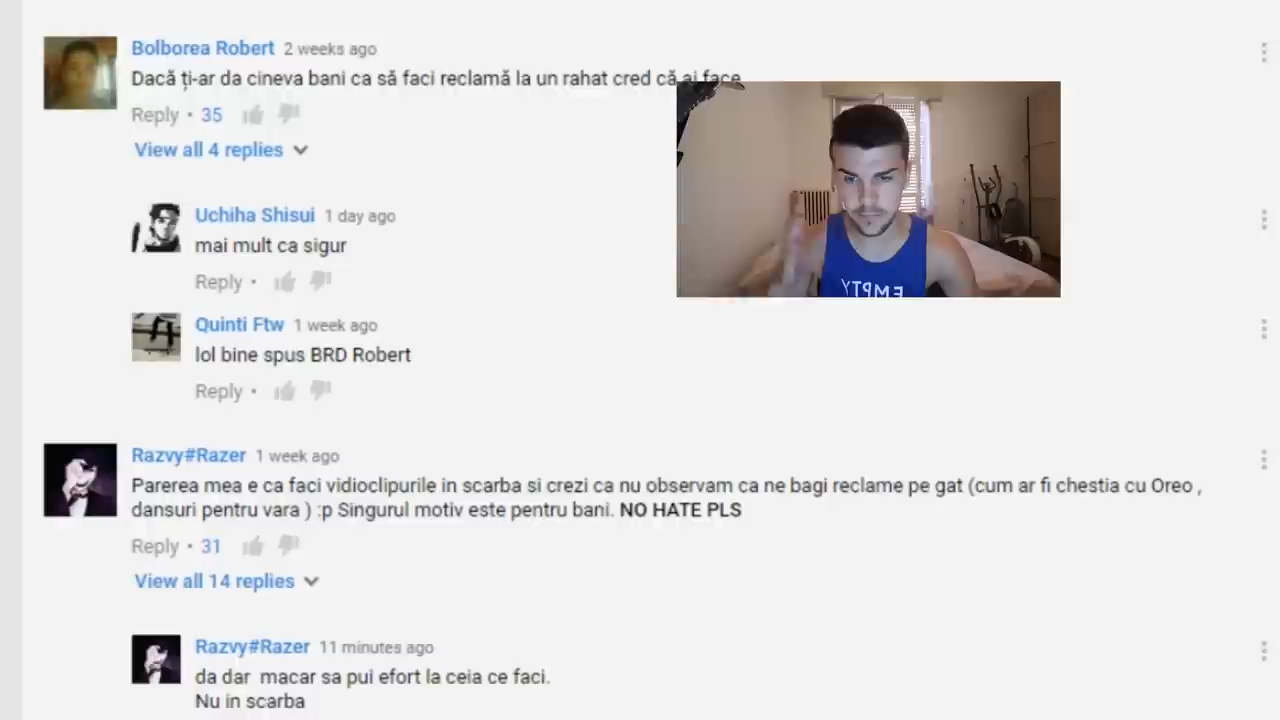 Bolborea Robert 2 weeks ago
Dacă ți-ar da cineva bani ca să faci reclamă la un rahat cred că ai face
Reply • 35
View all 4 replies
Uchiha Shisui 1 day ago
mai mult ca sigur
Reply •
Quinti Ftw 1 week ago
lol bine spus BRD Robert
Reply •
EMPTY
Razvy#Razer 1 week ago
Parerea mea e ca faci vidioclipurile in scarba si crezi ca nu observam ca ne bagi reclame pe gat (cum ar fi chestia cu Oreo ,
dansuri pentru vara ) :p Singurul motiv este pentru bani. NO HATE PLS
Reply • 31
View all 14 replies
Razvy#Razer 11 minutes ago
da dar  macar sa pui efort la ceia ce faci.
Nu in scarba